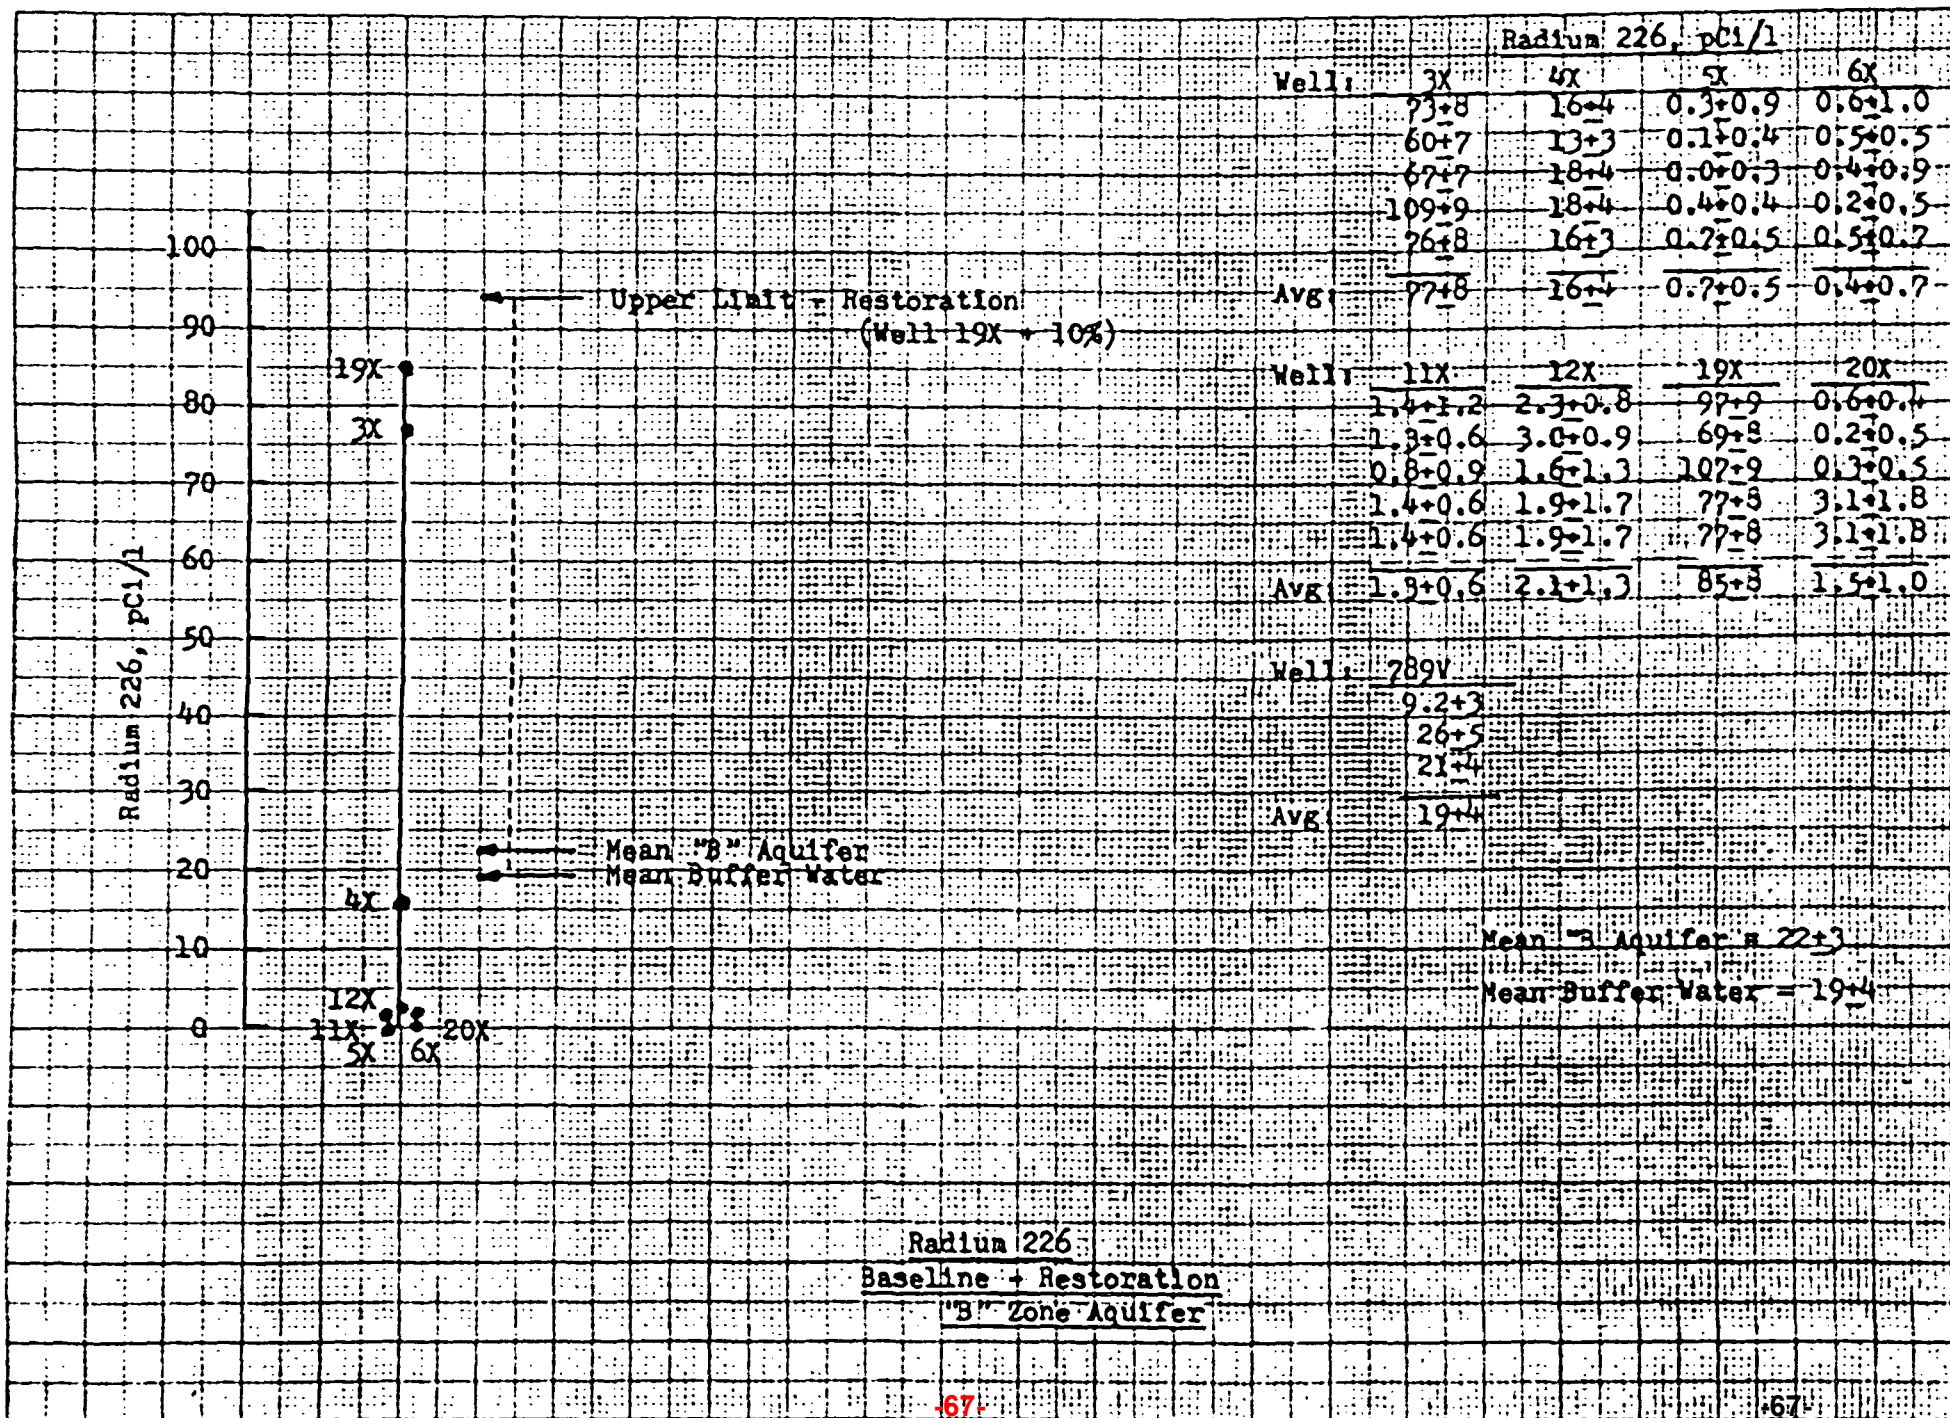 Radium 226, pCi/l
Well: 3X 4X 5X 6X
73±8 16±4 0.3±0.9 0.6±1.0
60±7 13±3 0.1±0.4 0.5±0.5
67±7 18±4 0.0±0.3 0.4±0.9
109±9 18±4 0.4±0.4 0.2±0.5
76±8 16±3 0.7±0.5 0.5±0.7
Avg: 77±8 16±4 0.7±0.5 0.4±0.7
Well: 11X 12X 19X 20X
1.4±1.2 2.3±0.8 97±9 0.6±0.4
1.3±0.6 3.0±0.9 69±8 0.2±0.5
0.8±0.9 1.6±1.3 107±9 0.3±0.5
1.4±0.6 1.9±1.7 77±8 3.1±1.8
1.4±0.6 1.9±1.7 77±8 3.1±1.8
Avg: 1.3±0.6 2.1±1.3 85±8 1.5±1.0
Well: 789V
9.2±3
26±5
21±4
Avg: 19±4
Mean "B Aquifer = 22±3
Mean Buffer Water = 19±4
Radium 226, pCi/l
100
90
80
70
60
50
40
30
20
10
0
Upper Limit - Restoration
(Well 19X + 10%)
19X
3X
Mean "B" Aquifer
Mean Buffer Water
4X
12X
11X 20X
5X 6X
Radium 226
Baseline + Restoration
"B" Zone Aquifer
-67-
-67-